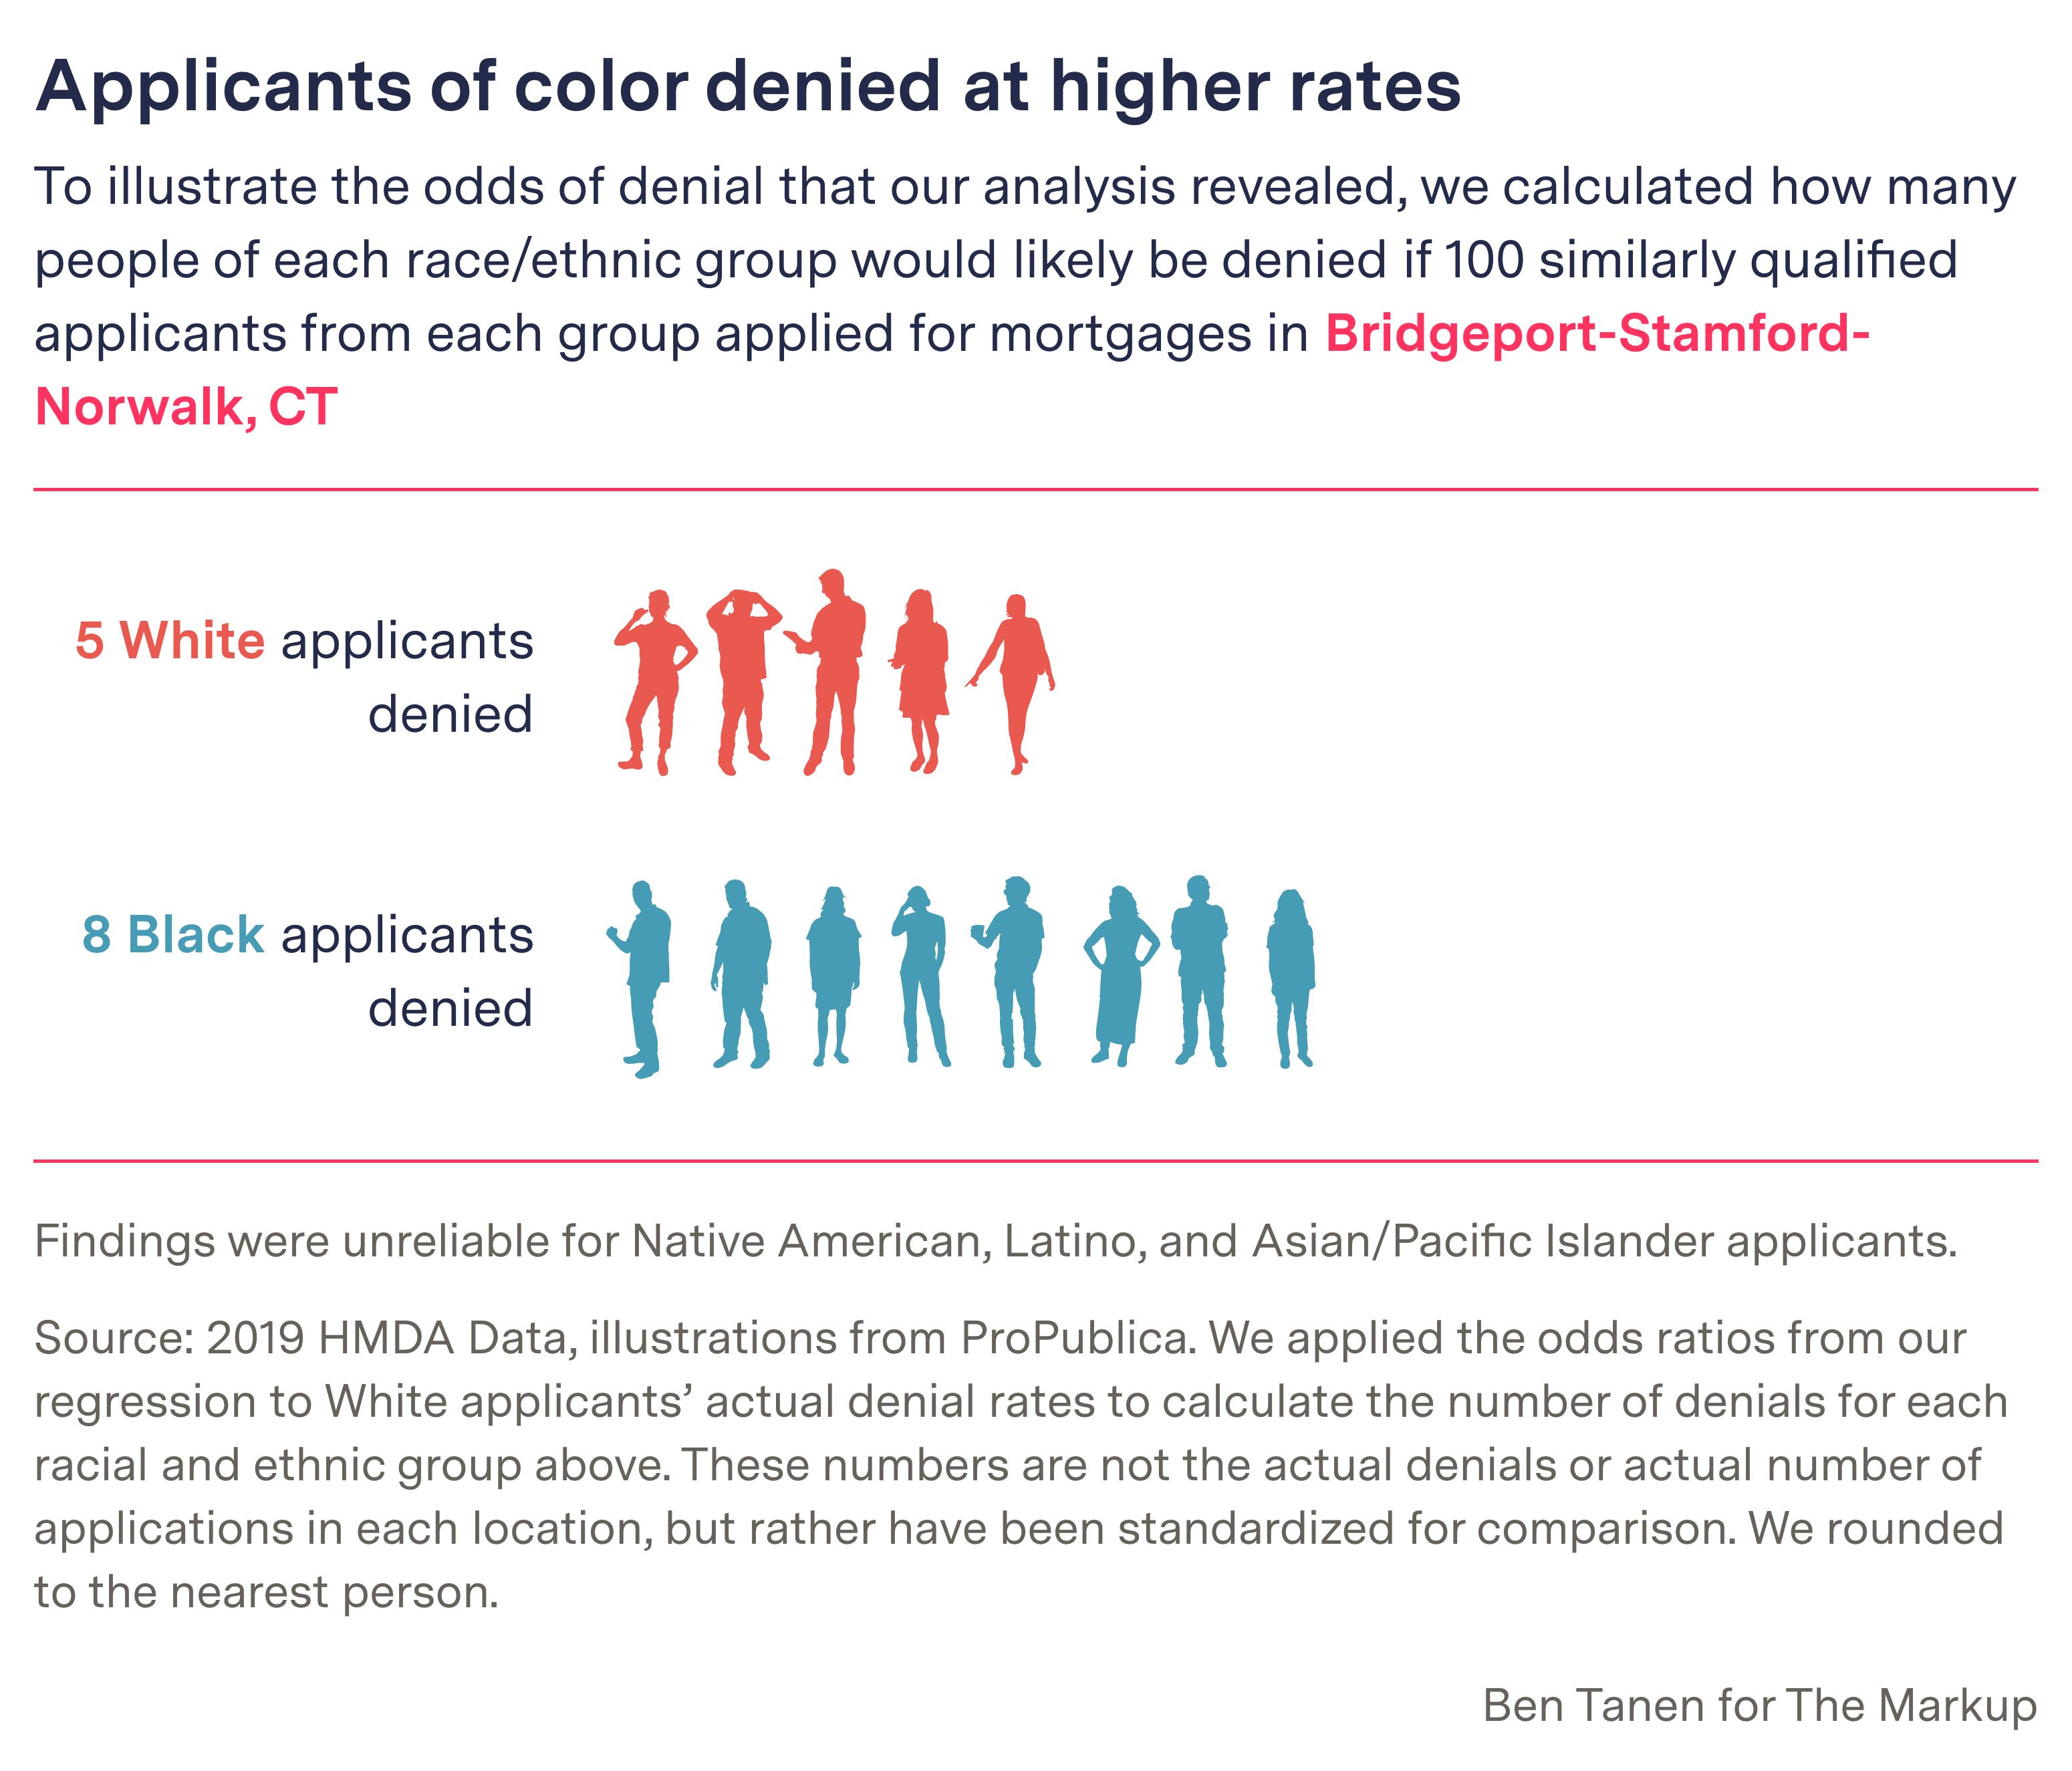 Applicants of color denied at higher rates
To illustrate the odds of denial that our analysis revealed, we calculated how many
people of each race/ethnic group would likely be denied if 100 similarly qualified
applicants from each group applied for mortgages in Bridgeport-Stamford-
Norwalk, CT
5 White applicants
denied
8 Black applicants
denied
Findings were unreliable for Native American, Latino, and Asian/Pacific Islander applicants.
Source: 2019 HMDA Data, illustrations from ProPublica. We applied the odds ratios from our
regression to White applicants’ actual denial rates to calculate the number of denials for each
racial and ethnic group above. These numbers are not the actual denials or actual number of
applications in each location, but rather have been standardized for comparison. We rounded
to the nearest person.
Ben Tanen for The Markup